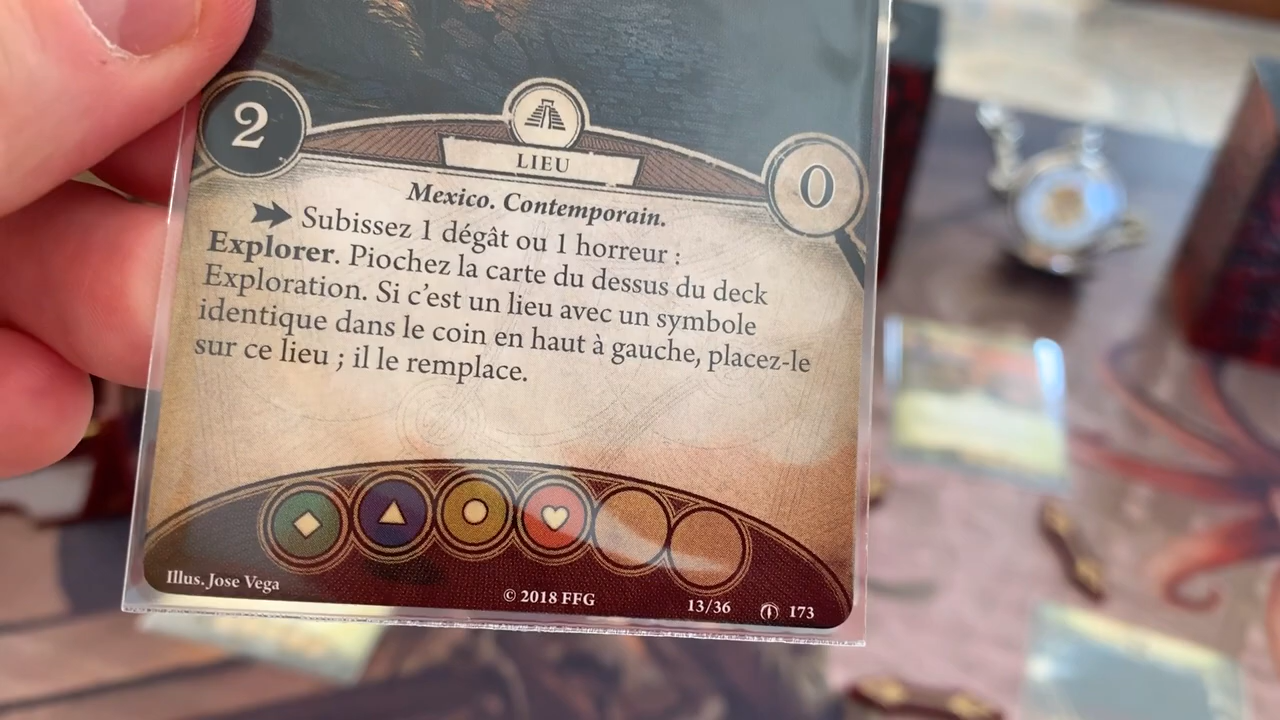 2
LIEU
0
Mexico. Contemporain.
Subissez 1 dégât ou 1 horreur :
Explorer. Piochez la carte du dessus du deck
Exploration. Si c’est un lieu avec un symbole
identique dans le coin en haut à gauche, placez-le
sur ce lieu ; il le remplace.
Illus. Jose Vega
© 2018 FFG
13/36
173